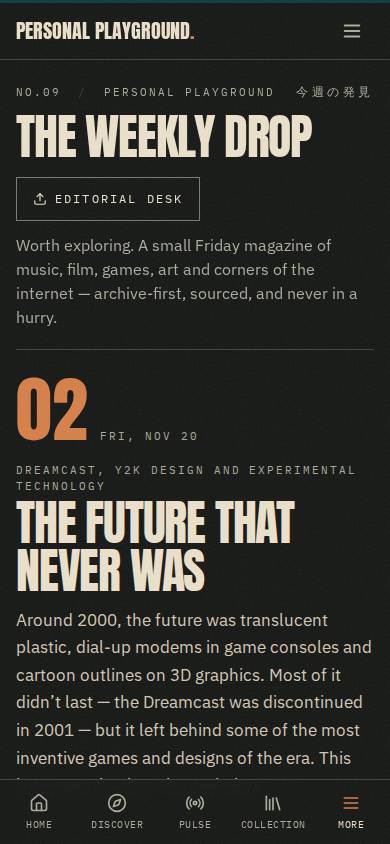 PERSONAL PLAYGROUND.
NO.09 / PERSONAL PLAYGROUND 今週の発見
THE WEEKLY DROP
EDITORIAL DESK
Worth exploring. A small Friday magazine of
music, film, games, art and corners of the
internet — archive-first, sourced, and never in a
hurry.
02 FRI, NOV 20
DREAMCAST, Y2K DESIGN AND EXPERIMENTAL
TECHNOLOGY
THE FUTURE THAT
NEVER WAS
Around 2000, the future was translucent
plastic, dial-up modems in game consoles and
cartoon outlines on 3D graphics. Most of it
didn’t last — the Dreamcast was discontinued
in 2001 — but it left behind some of the most
inventive games and designs of the era. This
HOME DISCOVER PULSE COLLECTION MORE